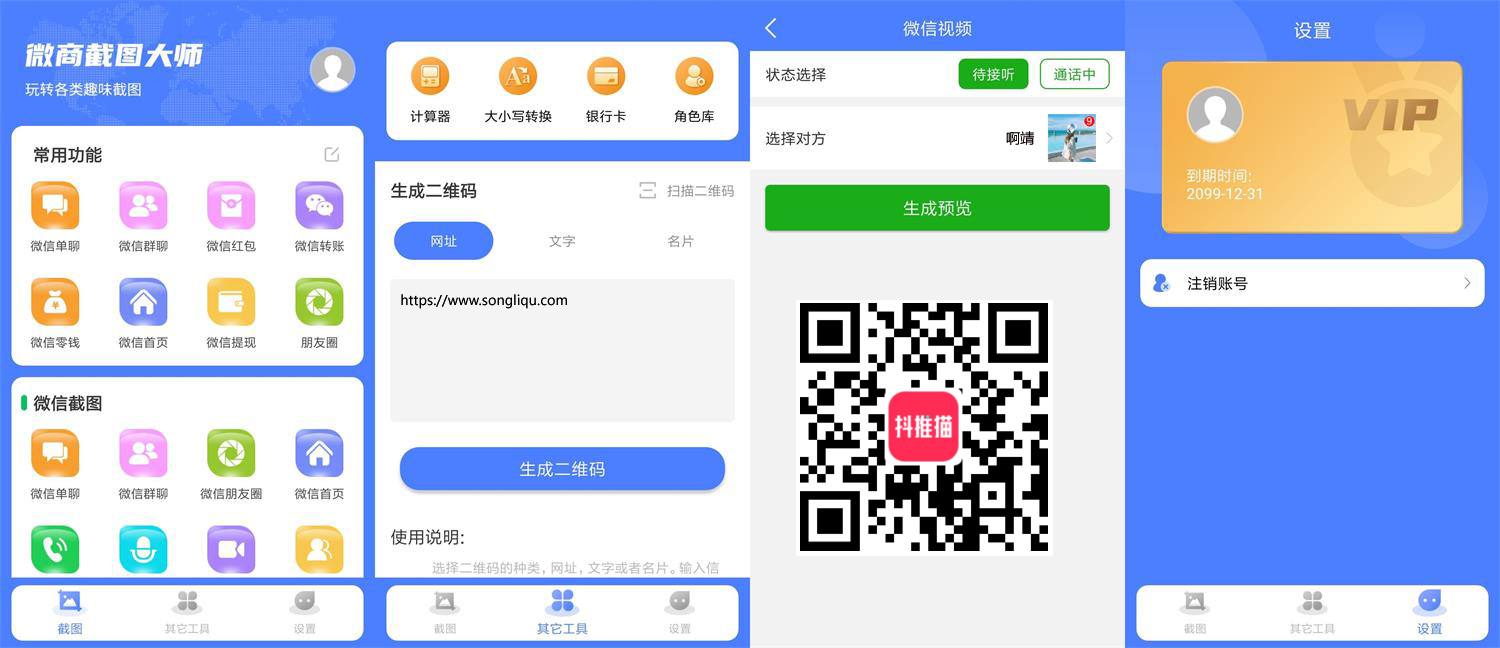 微商截图大师
玩转各类趣味截图
常用功能
微信单聊 微信群聊 微信红包 微信转账
微信零钱 微信首页 微信提现 朋友圈
微信截图
微信单聊 微信群聊 微信朋友圈 微信首页
截图 其它工具 设置
计算器 Aa 大小写转换 银行卡 角色库
生成二维码 扫描二维码
网址 文字 名片
https://www.songliqu.com
生成二维码
使用说明:
选择二维码的种类，网址，文字或者名片。输入信
截图 其它工具 设置
微信视频
状态选择 待接听 通话中
选择对方 啊靖 9
生成预览
抖推猫
设置
VIP
到期时间:
2099-12-31
注销账号
截图 其它工具 设置